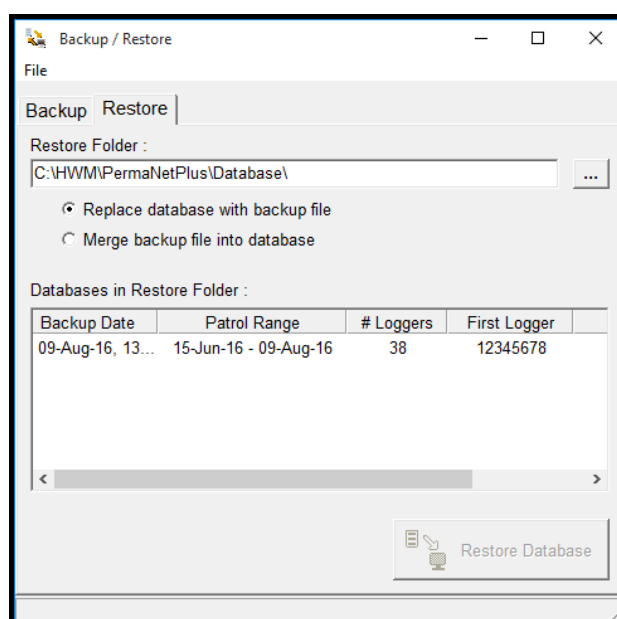 Backup / Restore
File
Backup Restore
Restore Folder :
C:\HWM\PermaNetPlus\Database\ ...
Replace database with backup file
Merge backup file into database
Databases in Restore Folder :
Backup Date Patrol Range # Loggers First Logger
09-Aug-16, 13... 15-Jun-16 - 09-Aug-16 38 12345678
Restore Database